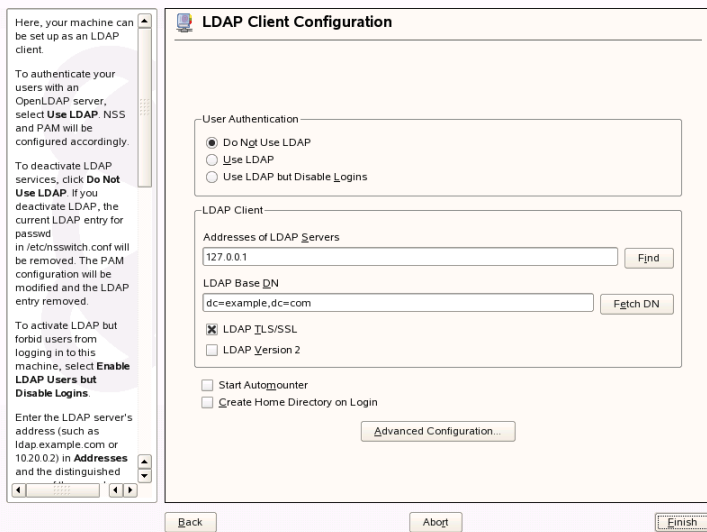 Here, your machine can
be set up as an LDAP
client.
To authenticate your
users with an
OpenLDAP server,
select Use LDAP. NSS
and PAM will be
configured accordingly.
To deactivate LDAP
services, click Do Not
Use LDAP. If you
deactivate LDAP, the
current LDAP entry for
passwd
in /etc/nsswitch.conf will
be removed. The PAM
configuration will be
modified and the LDAP
entry removed.
To activate LDAP but
forbid users from
logging in to this
machine, select Enable
LDAP Users but
Disable Logins.
Enter the LDAP server's
address (such as
ldap.example.com or
10.20.0.2) in Addresses
and the distinguished
LDAP Client Configuration
User Authentication
Do Not Use LDAP
Use LDAP
Use LDAP but Disable Logins
LDAP Client
Addresses of LDAP Servers
127.0.0.1
Find
LDAP Base DN
dc=example,dc=com
Fetch DN
LDAP TLS/SSL
LDAP Version 2
Start Automounter
Create Home Directory on Login
Advanced Configuration...
Back
Abort
Finish